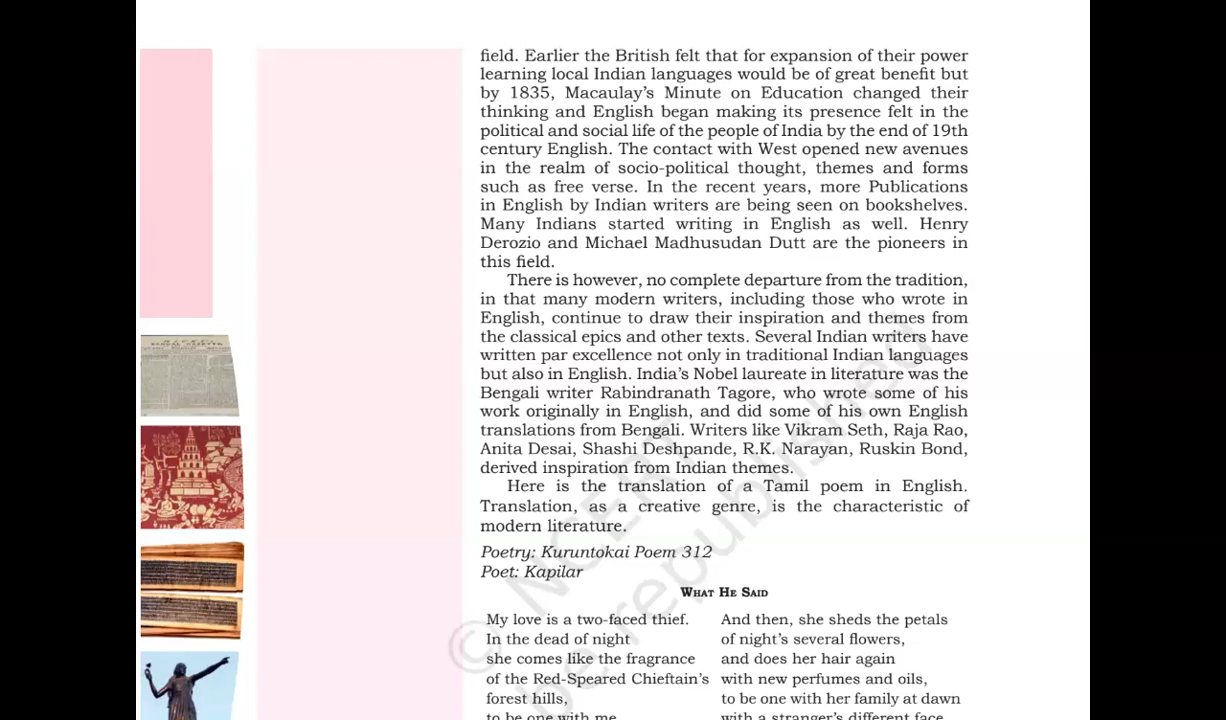 field. Earlier the British felt that for expansion of their power
learning local Indian languages would be of great benefit but
by 1835, Macaulay's Minute on Education changed their
thinking and English began making its presence felt in the
political and social life of the people of India by the end of 19th
century English. The contact with West opened new avenues
in the realm of socio-political thought, themes and forms
such as free verse. In the recent years, more Publications
in English by Indian writers are being seen on bookshelves.
Many Indians started writing in English as well. Henry
Derozio and Michael Madhusudan Dutt are the pioneers in
this field.
There is however, no complete departure from the tradition,
in that many modern writers, including those who wrote in
English, continue to draw their inspiration and themes from
the classical epics and other texts. Several Indian writers have
written par excellence not only in traditional Indian languages
but also in English. India's Nobel laureate in literature was the
Bengali writer Rabindranath Tagore, who wrote some of his
work originally in English, and did some of his own English
translations from Bengali. Writers like Vikram Seth, Raja Rao,
Anita Desai, Shashi Deshpande, R.K. Narayan, Ruskin Bond,
derived inspiration from Indian themes.
Here is the translation of a Tamil poem in English.
Translation, as a creative genre, is the characteristic of
modern literature.
Poetry: Kuruntokai Poem 312
Poet: Kapilar
What He Said
My love is a two-faced thief.
In the dead of night
she comes like the fragrance
of the Red-Speared Chieftain's
forest hills,
to be one with me
And then, she sheds the petals
of night's several flowers,
and does her hair again
with new perfumes and oils,
to be one with her family at dawn
with a stranger's different face
© NCERT
be republished